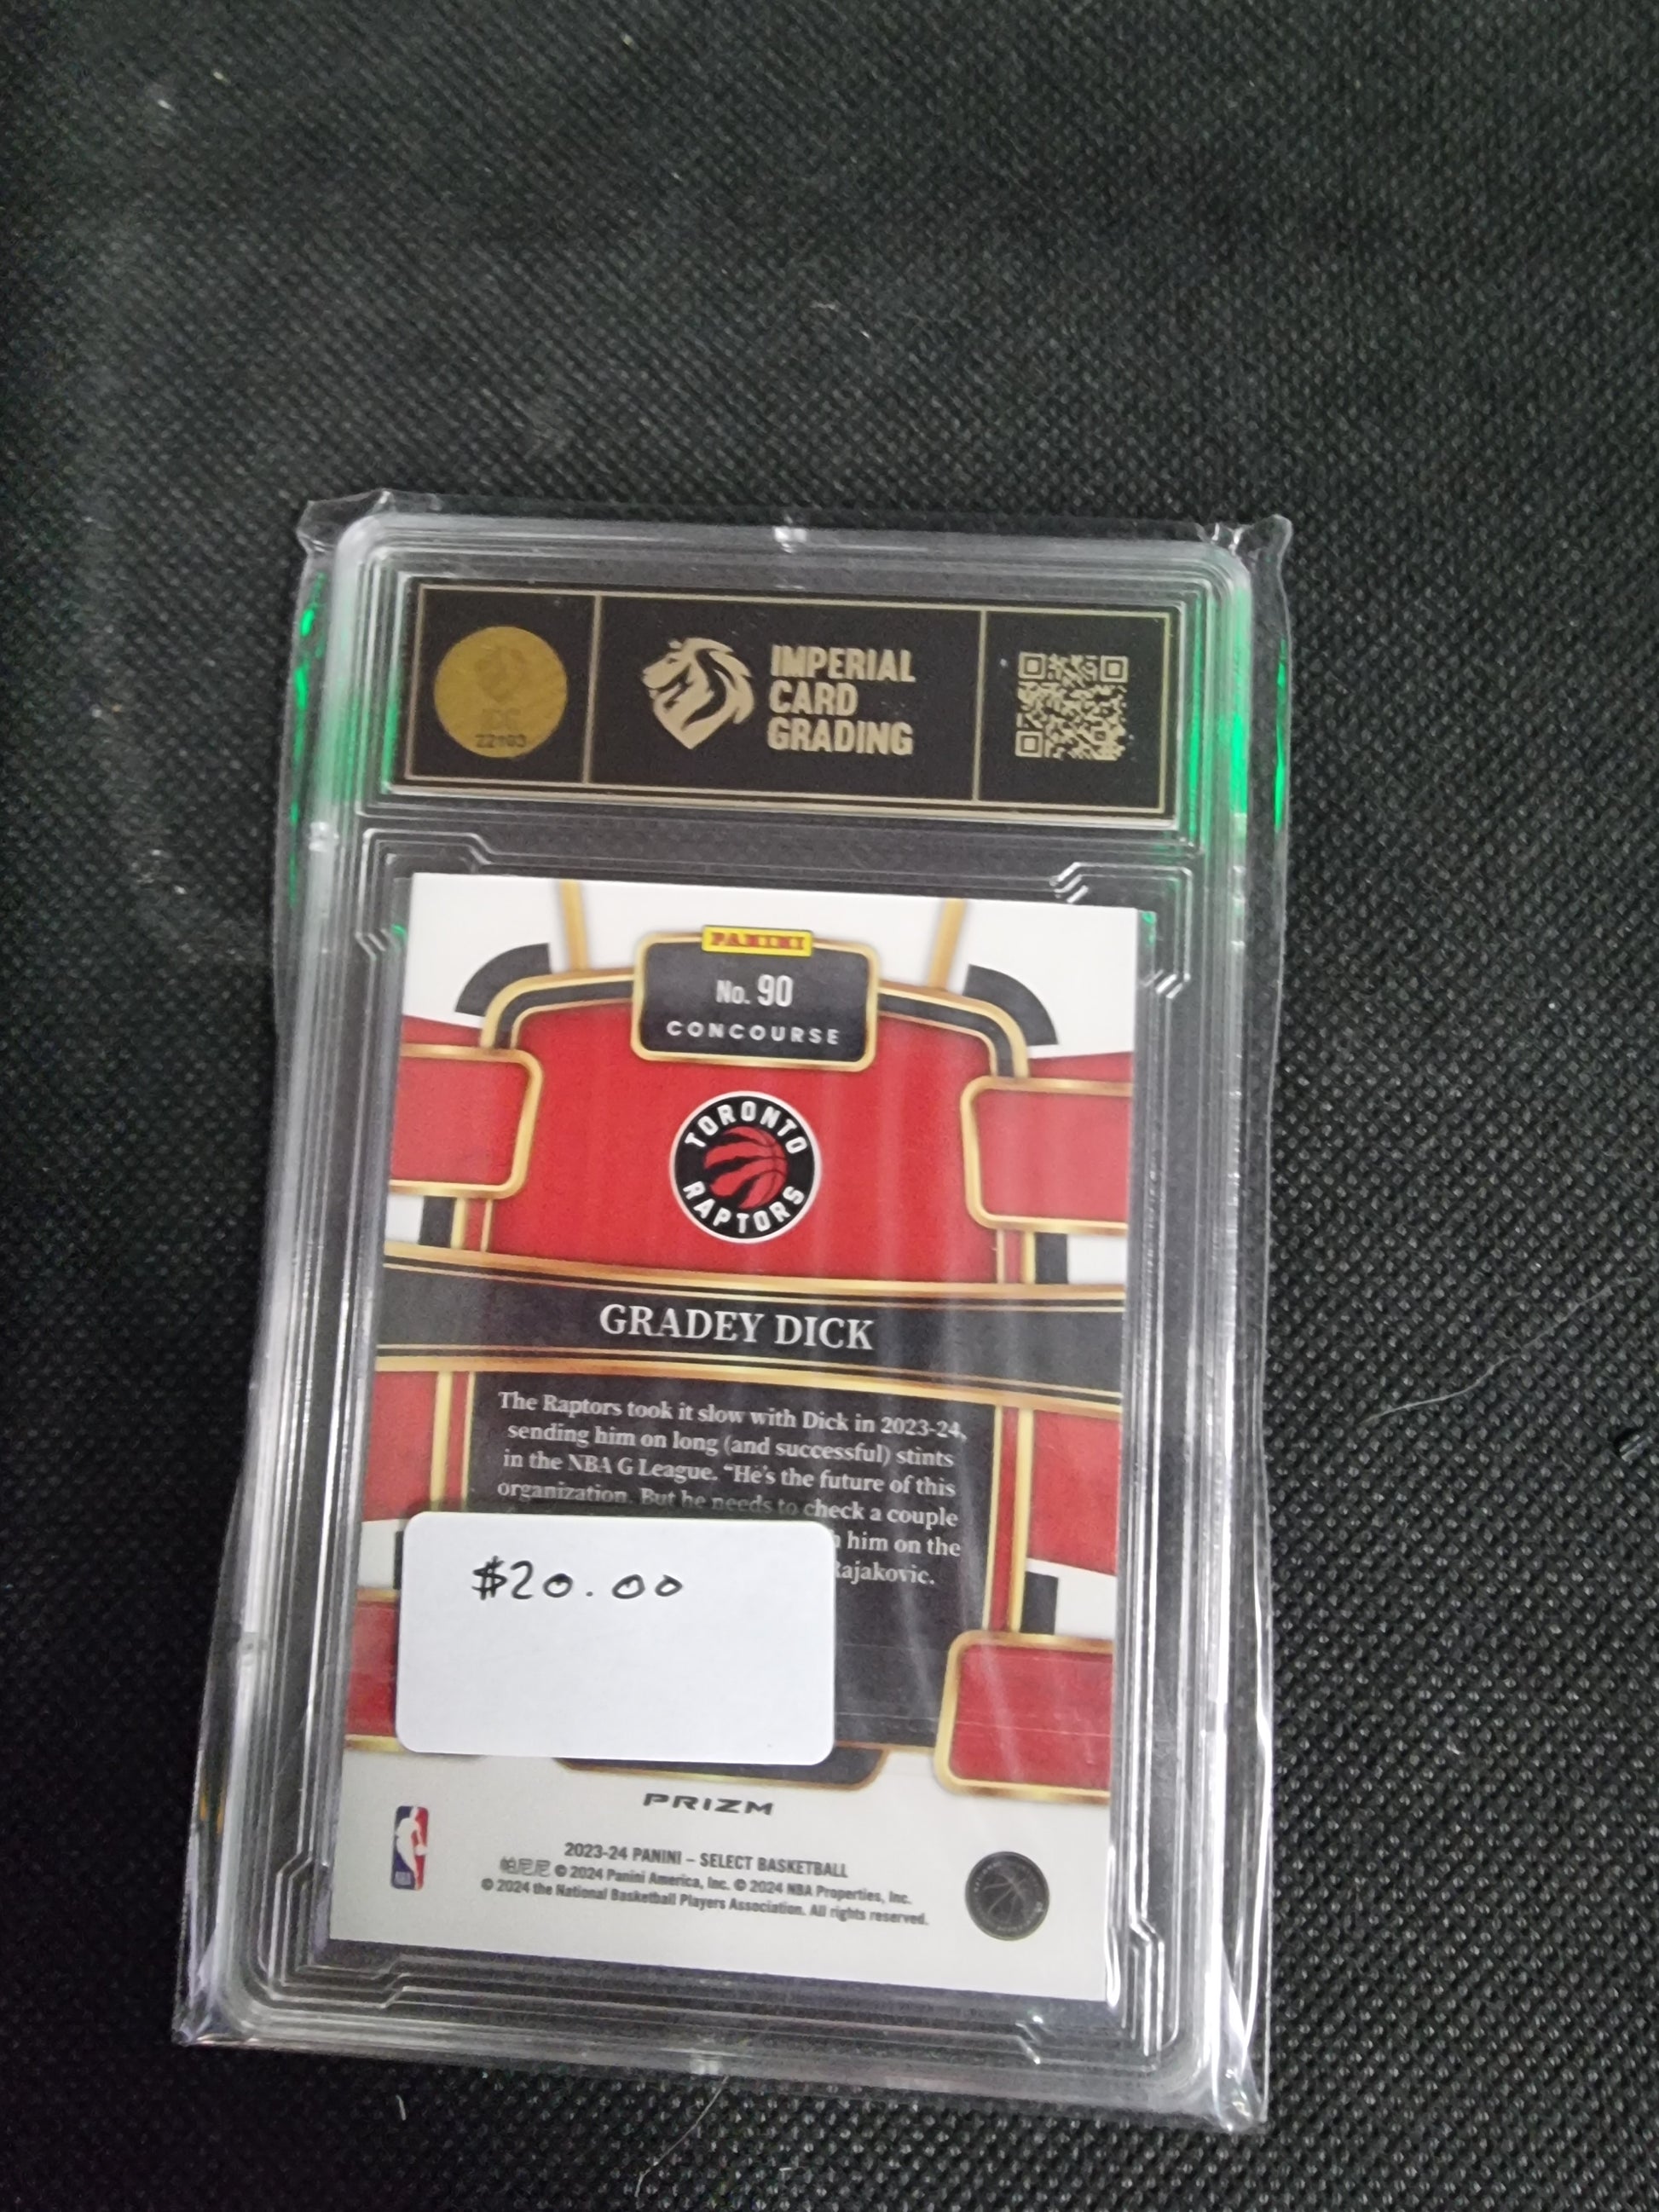 IMPERIAL
CARD
GRADING
22103
PANINI
No. 90
CONCOURSE
TORONTO
RAPTORS
GRADEY DICK
The Raptors took it slow with Dick in 2023-24,
sending him on long (and successful) stints
in the NBA G League. “He's the future of this
organization. But he needs to check a couple
him on the
Rajakovic.
$20.00
PRIZM
2023-24 PANINI – SELECT BASKETBALL
帕尼尼 © 2024 Panini America, Inc. © 2024 NBA Properties, Inc.
© 2024 the National Basketball Players Association. All rights reserved.